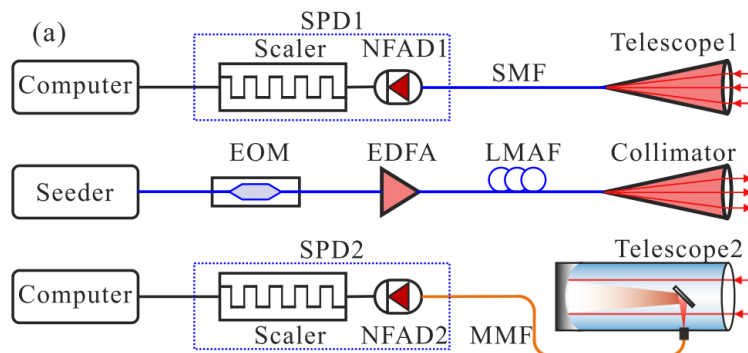 (a)
SPD1
Scaler NFAD1
Telescope1
Computer
SMF
EOM EDFA LMAF Collimator
Seeder
SPD2
Telescope2
Computer
Scaler NFAD2 MMF